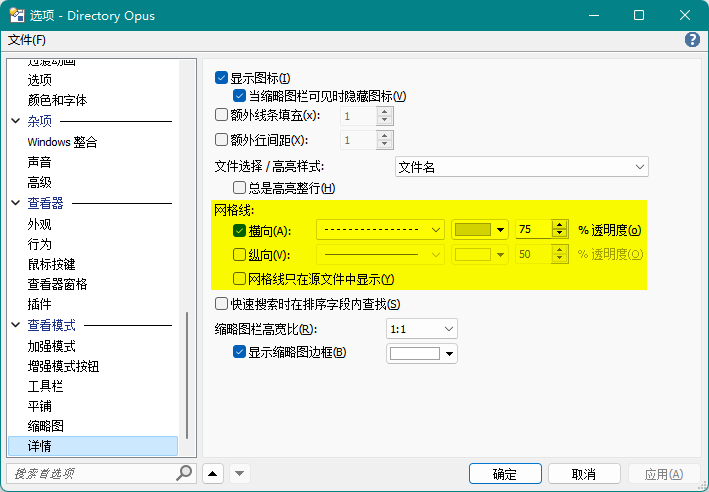 选项 - Directory Opus
文件(F)
过渡动画
选项
颜色和字体
杂项
Windows 整合
声音
高级
查看器
外观
行为
鼠标按键
查看器窗格
插件
查看模式
加强模式
增强模式按钮
工具栏
平铺
缩略图
详情
搜索首选项
显示图标(I)
当缩略图栏可见时隐藏图标(V)
额外线条填充(x): 1
额外行间距(X): 1
文件选择 / 高亮样式: 文件名
总是高亮整行(H)
网格线:
横向(A): 75 % 透明度(o)
纵向(V): 50 % 透明度(O)
网格线只在源文件中显示(Y)
快速搜索时在排序字段内查找(S)
缩略图栏高宽比(R): 1:1
显示缩略图边框(B)
确定 取消 应用(A)